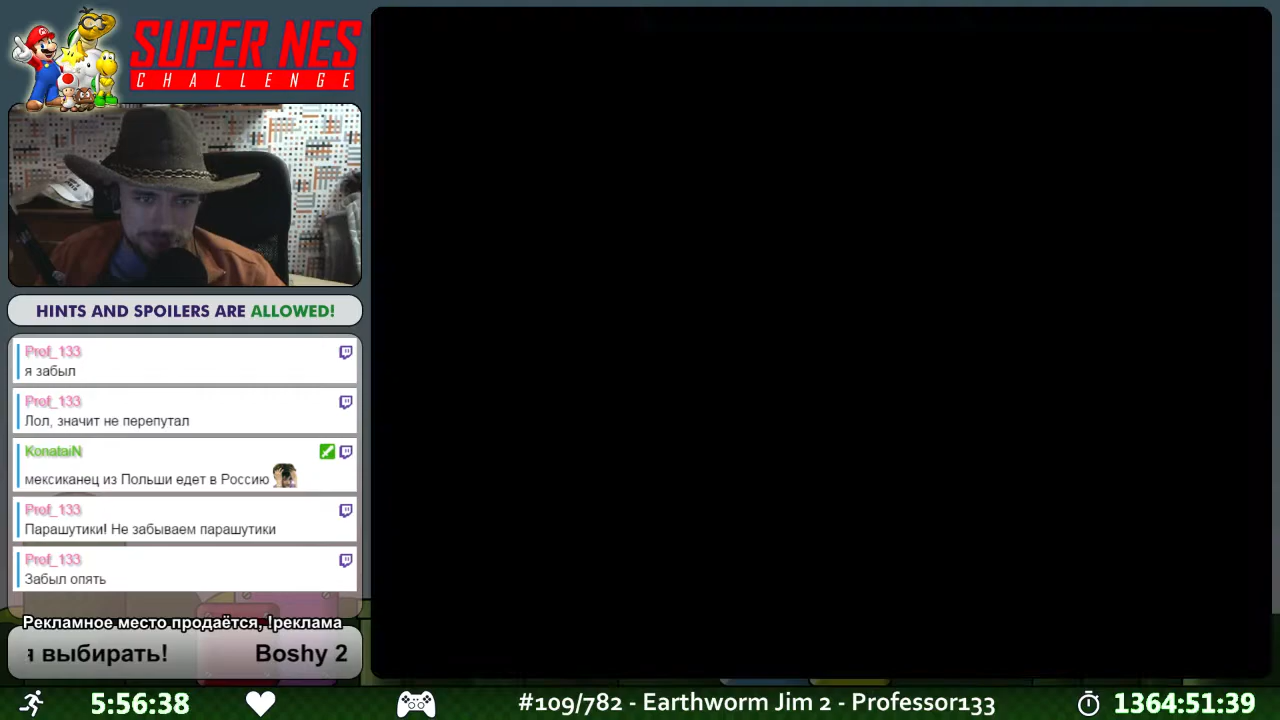 SUPER NES
CHALLENGE
HINTS AND SPOILERS ARE ALLOWED!
Prof_133
я забыл
Prof_133
Лол, значит не перепутал
KonataiN
мексиканец из Польши едет в Россию
Prof_133
Парашутики! Не забываем парашутики
Prof_133
Забыл опять
Рекламное место продаётся, !реклама
я выбирать! Boshy 2
5:56:38 #109/782 - Earthworm Jim 2 - Professor133 1364:51:39